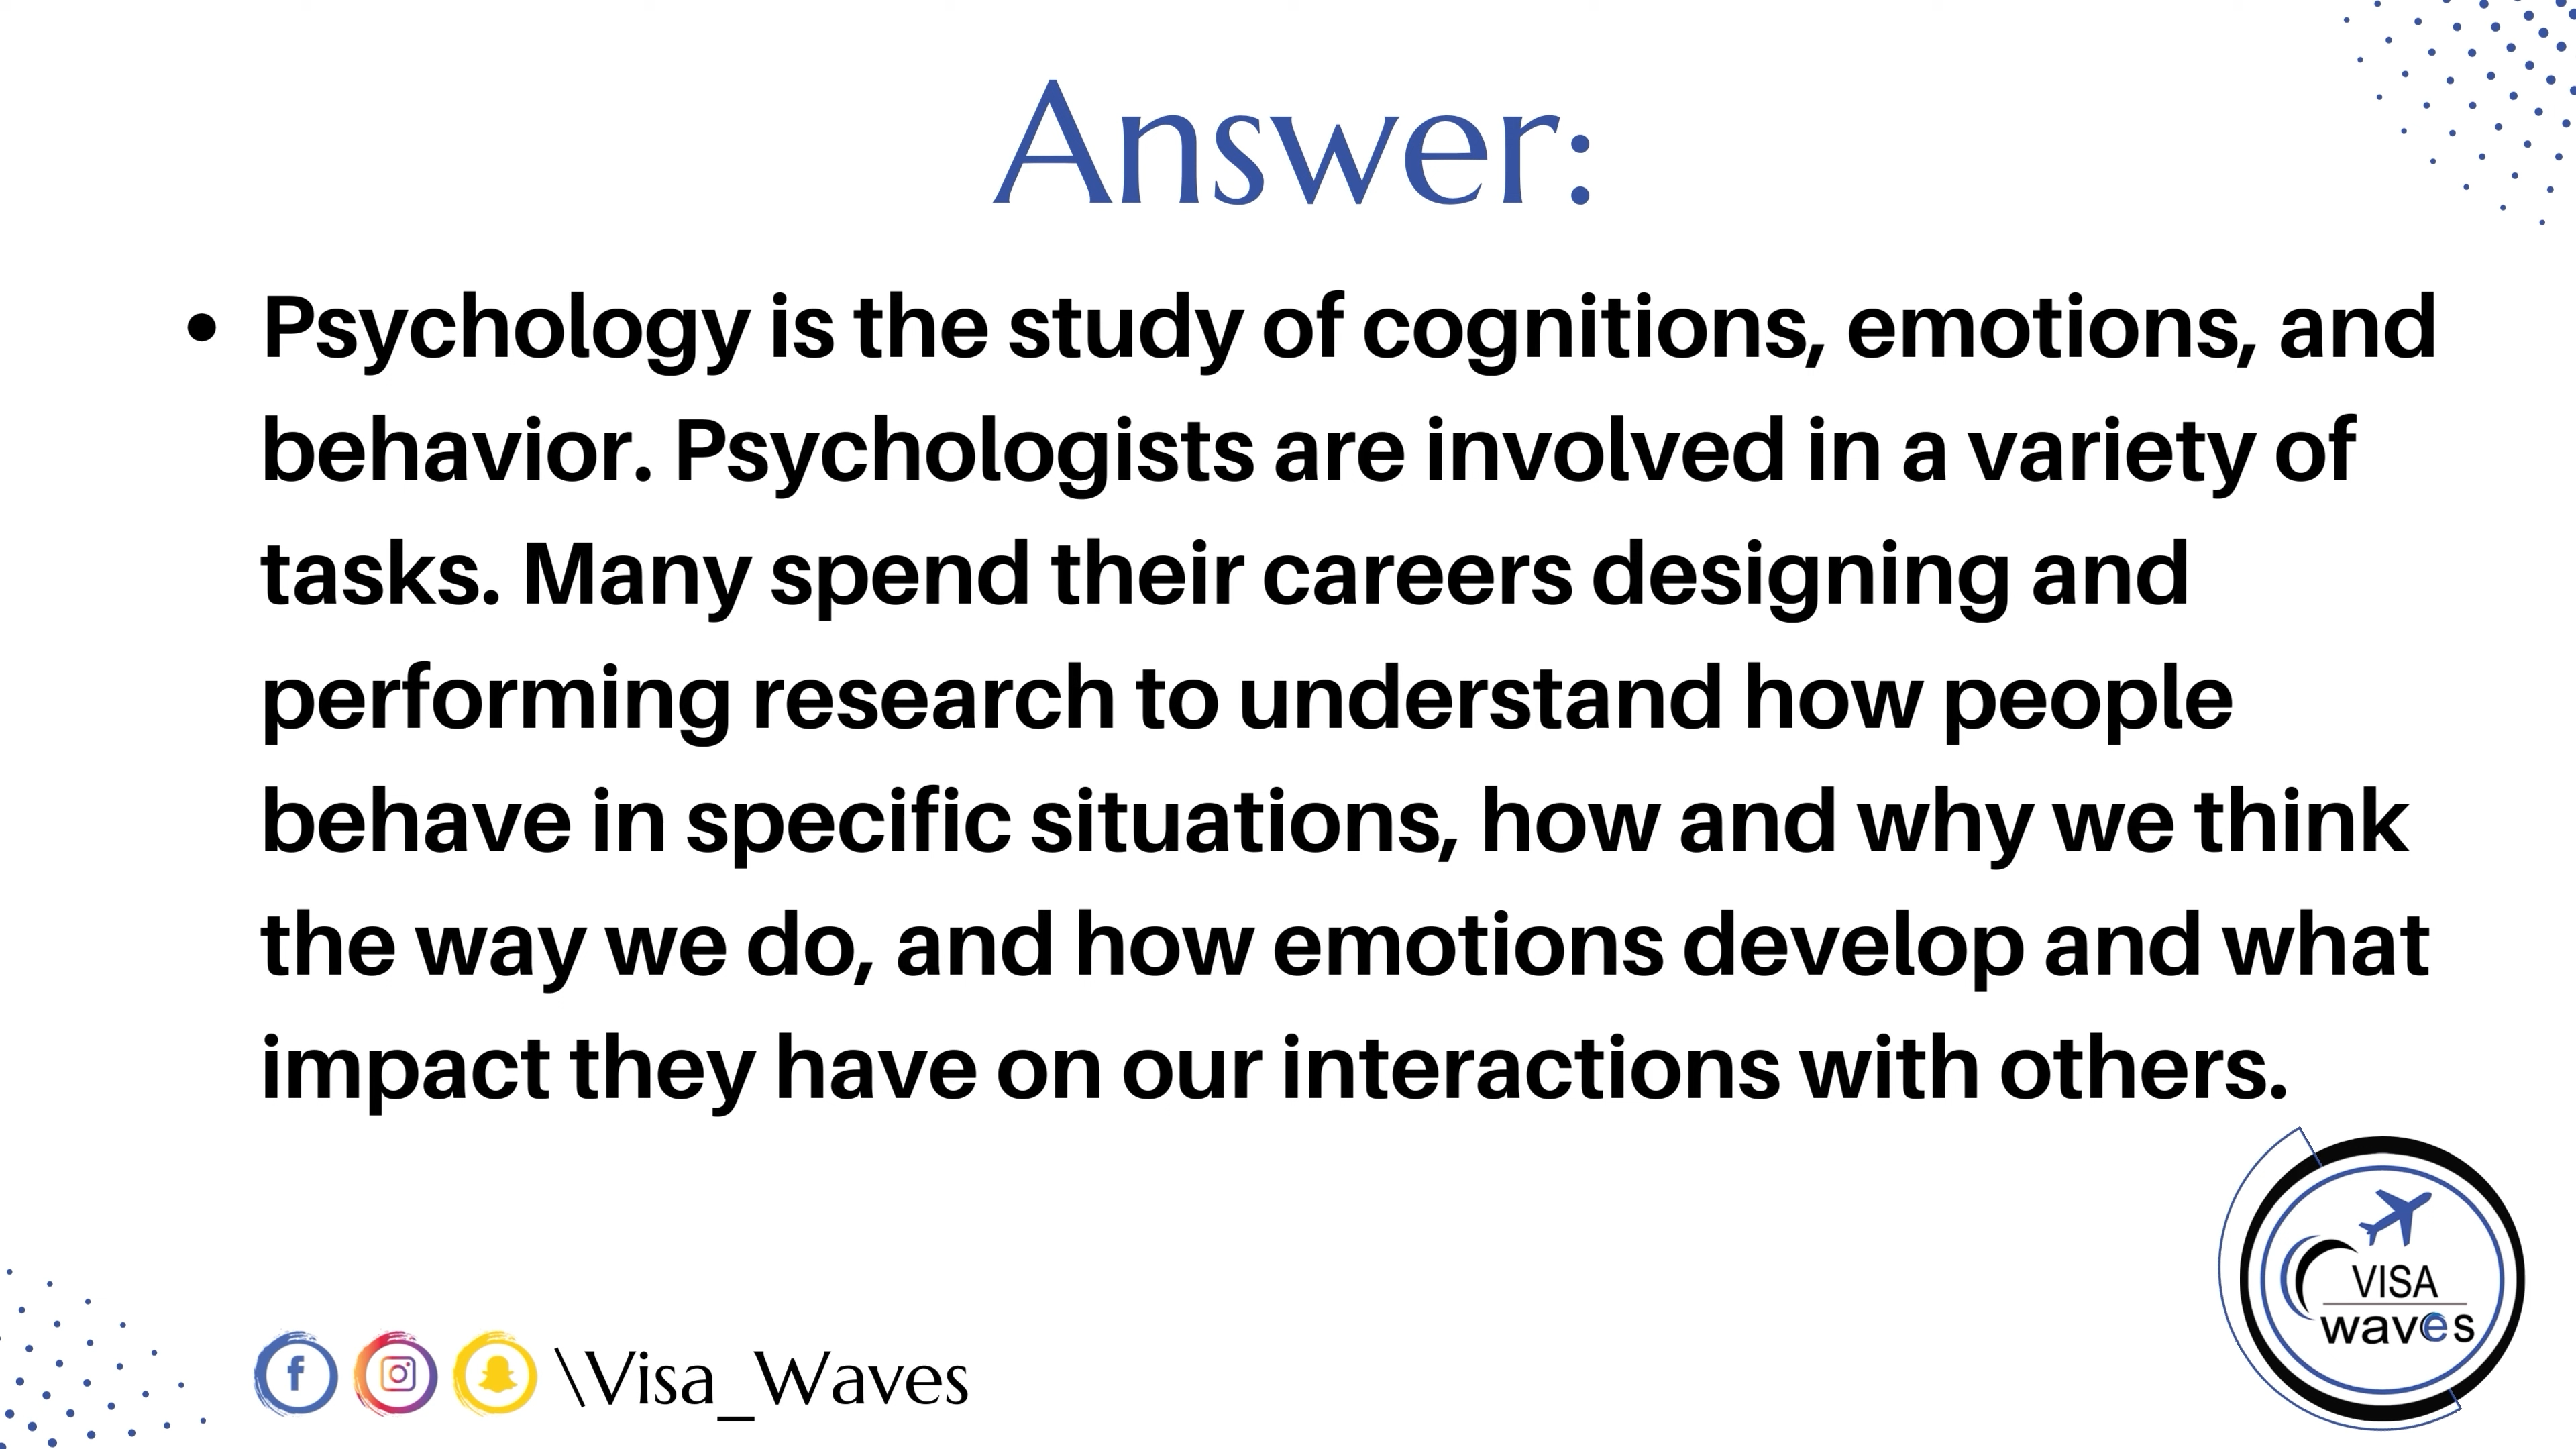 Answer:
• Psychology is the study of cognitions, emotions, and
behavior. Psychologists are involved in a variety of
tasks. Many spend their careers designing and
performing research to understand how people
behave in specific situations, how and why we think
the way we do, and how emotions develop and what
impact they have on our interactions with others.
VISA
waves
\Visa_Waves